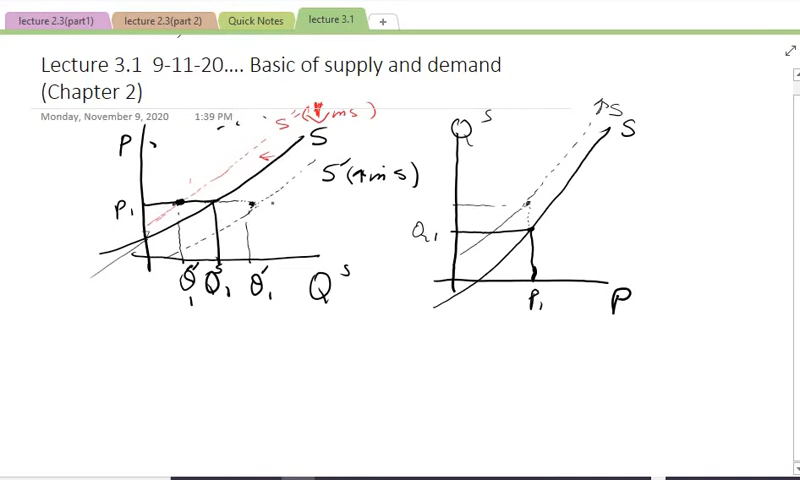 lecture 2.3(part1)
lecture 2.3(part 2)
Quick Notes
lecture 3.1
+
Lecture 3.1 9-11-20.... Basic of supply and demand
(Chapter 2)
Monday, November 9, 2020 1:39 PM
P
S
S'(↑ in S)
P₁
Qˢ
Qˢ
S
↑S
Q₁
P₁
P